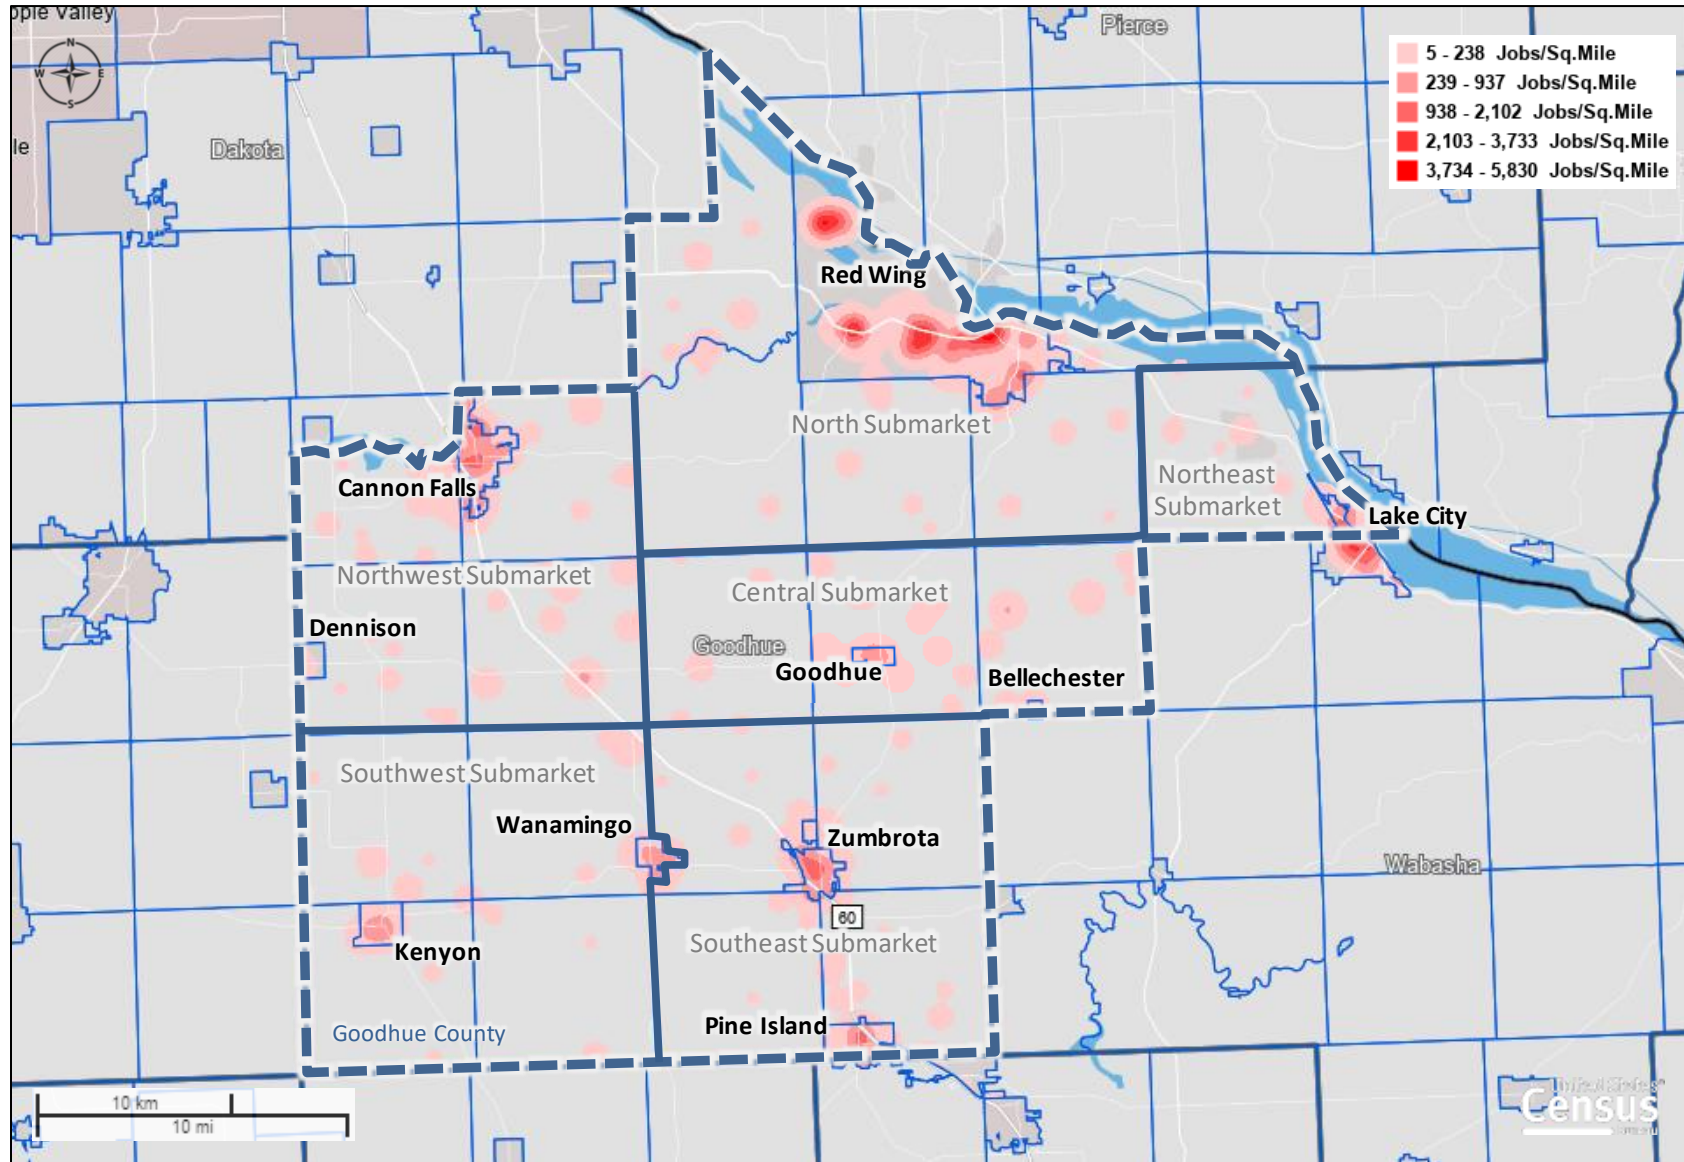 Valley
Pierce
N
W
E
S
5 - 238 Jobs/Sq.Mile
239 - 937 Jobs/Sq.Mile
938 - 2,102 Jobs/Sq.Mile
2,103 - 3,733 Jobs/Sq.Mile
3,734 - 5,830 Jobs/Sq.Mile
le
Dakota
Red Wing
North Submarket
Northeast
Submarket
Cannon Falls
Lake City
Northwest Submarket
Central Submarket
Dennison
Goodhue
Goodhue
Bellechester
Southwest Submarket
Wanamingo
Zumbrota
Wabasha
60
Southeast Submarket
Kenyon
Pine Island
Goodhue County
10 km
10 mi
United States
Census